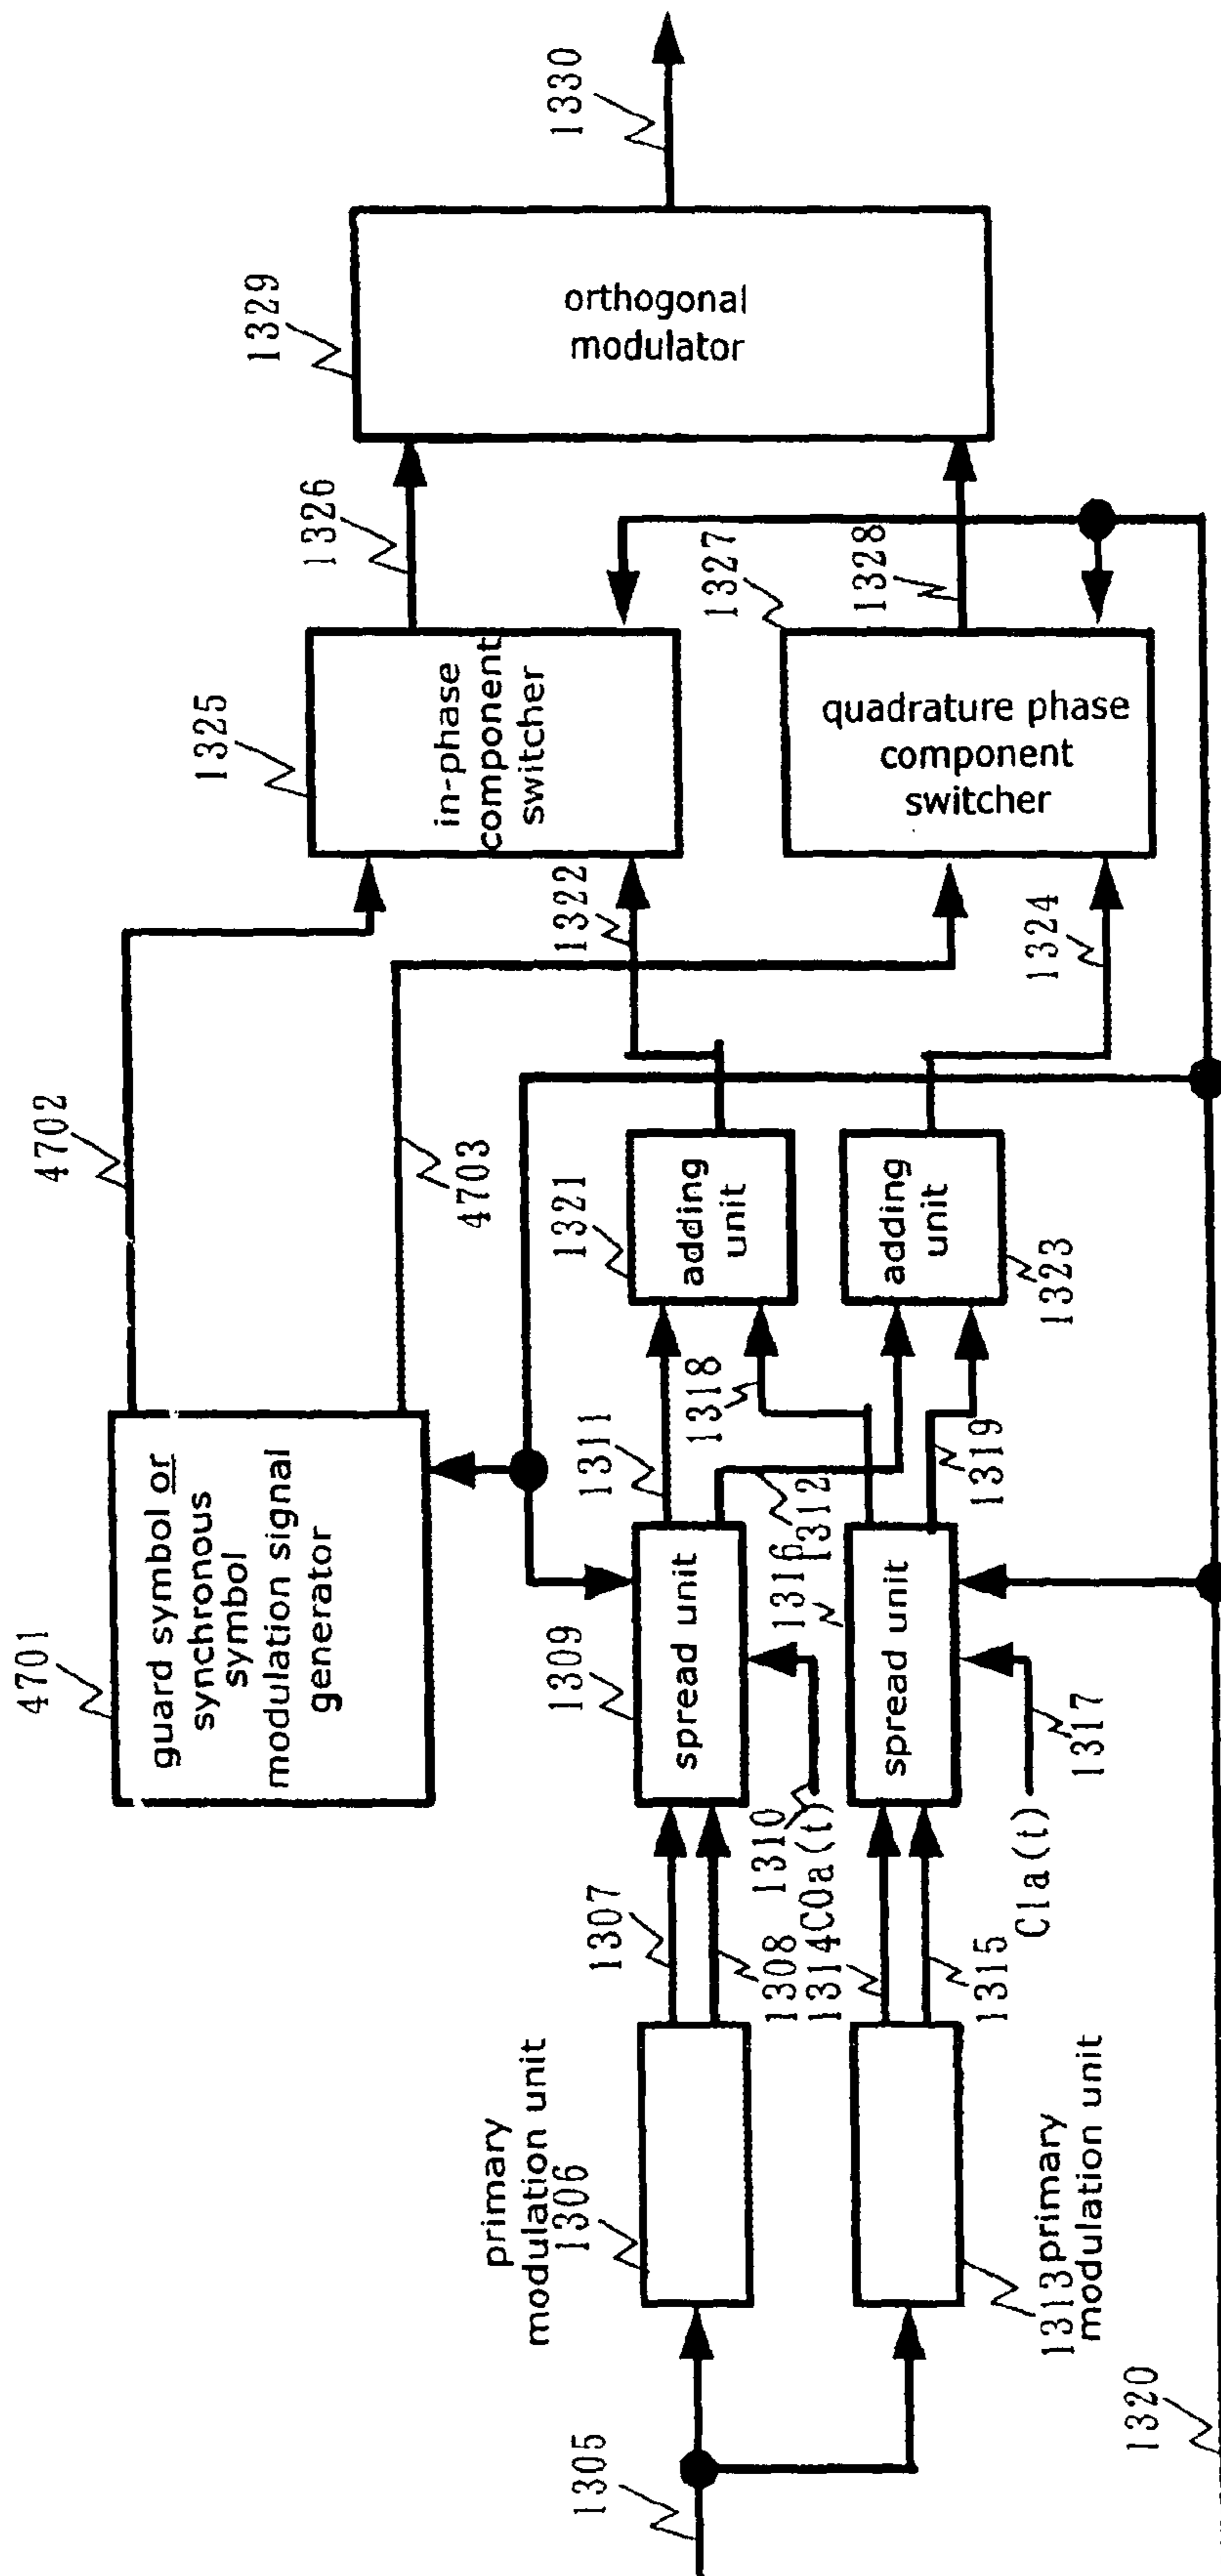 1305
primary
modulation unit
1306
1313
primary
modulation unit
1307
1308
1314
1315
1310
C0a(t)
C1a(t)
1317
1309
spread unit
1316
spread unit
1311
1312
1318
1319
1321
adding
unit
adding
unit
1323
4701
guard symbol or
synchronous
symbol
modulation signal
generator
4702
4703
1322
1324
1325
in-phase
component
switcher
1327
quadrature phase
component
switcher
1326
1328
1329
orthogonal
modulator
1330
1320